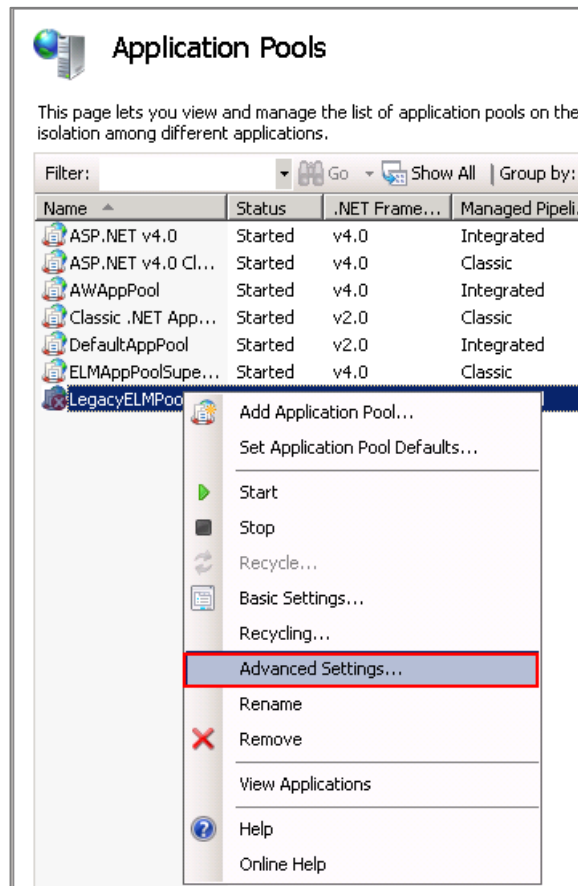 Application Pools
This page lets you view and manage the list of application pools on the
isolation among different applications.
Filter: Go Show All Group by:
Name Status .NET Frame... Managed Pipeli
ASP.NET v4.0 Started v4.0 Integrated
ASP.NET v4.0 Cl... Started v4.0 Classic
AWAppPool Started v4.0 Integrated
Classic .NET App... Started v2.0 Classic
DefaultAppPool Started v2.0 Integrated
ELMAppPoolSupe... Started v4.0 Classic
LegacyELMPoo
Add Application Pool...
Set Application Pool Defaults...
Start
Stop
Recycle...
Basic Settings...
Recycling...
Advanced Settings...
Rename
Remove
View Applications
Help
Online Help